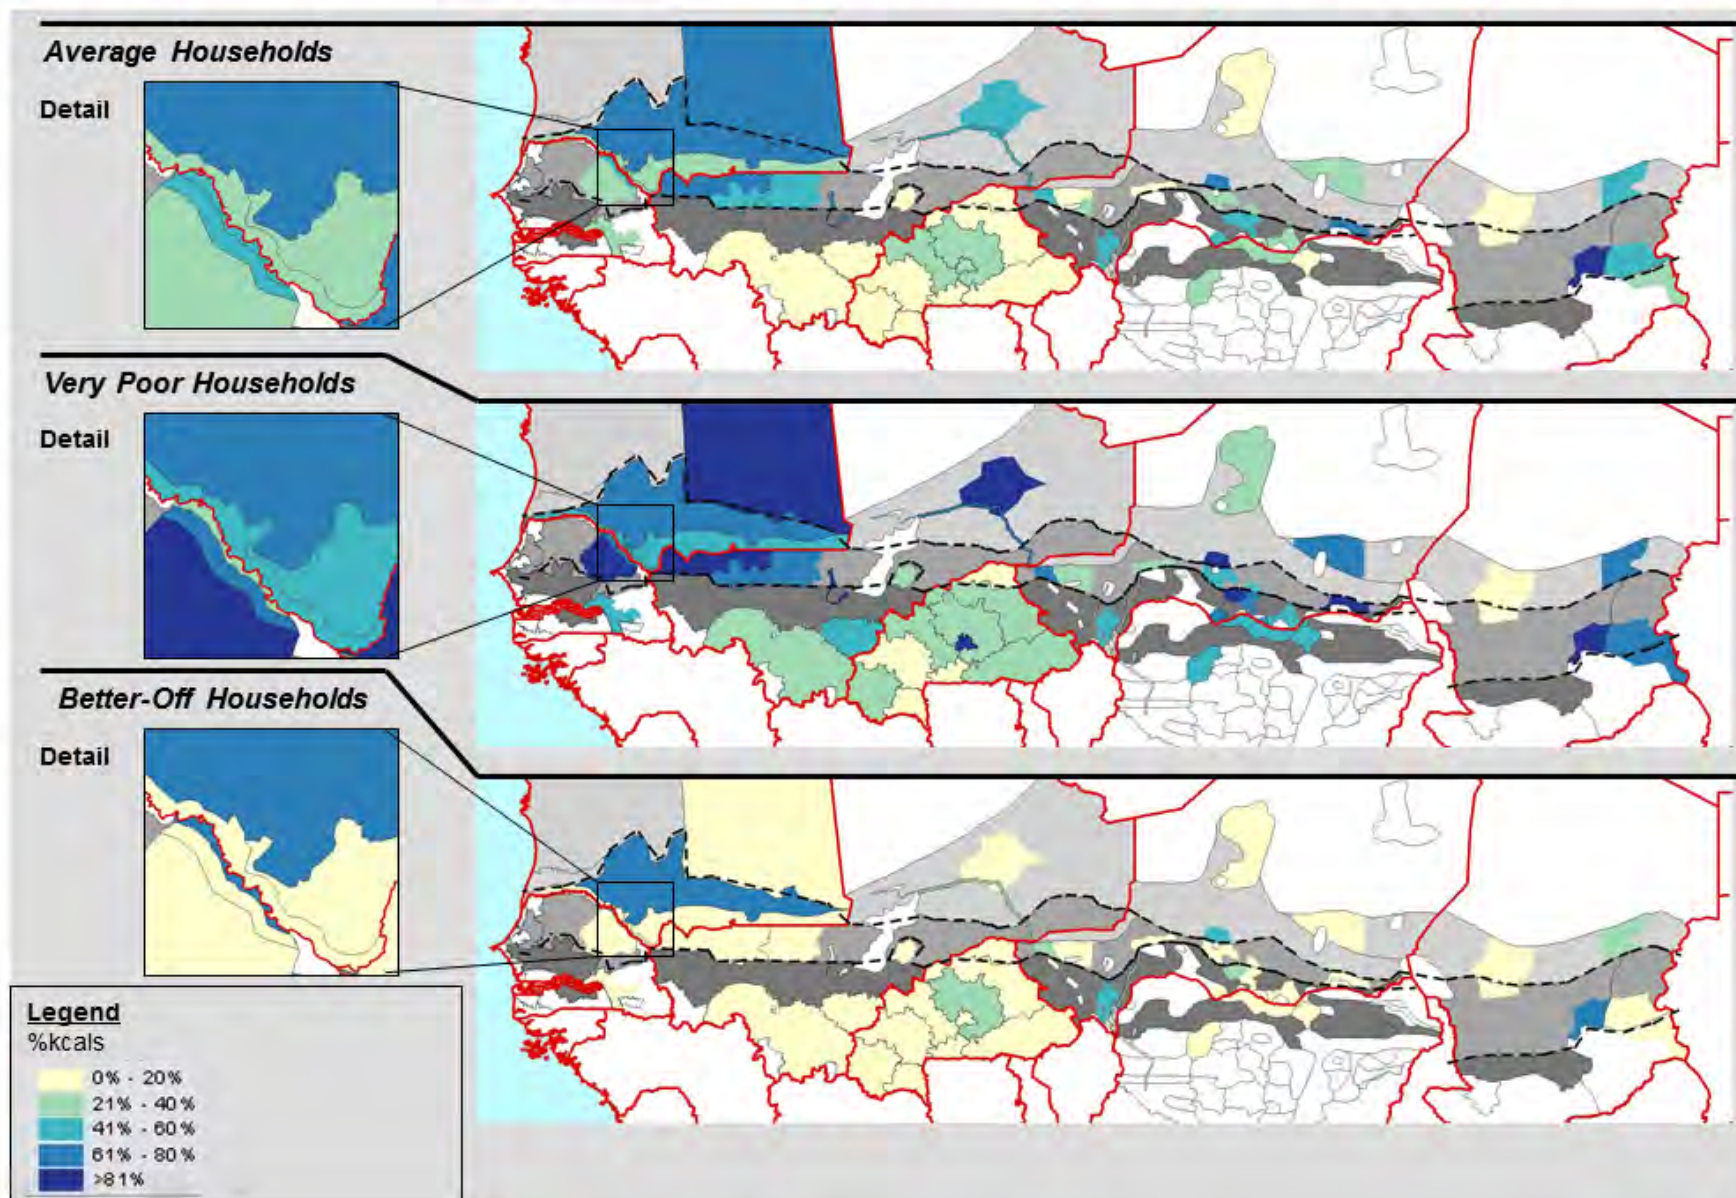 Average Households
Detail
Very Poor Households
Detail
Better-Off Households
Detail
Legend
%kcals
0% - 20%
21% - 40%
41% - 60%
61% - 80%
>81%